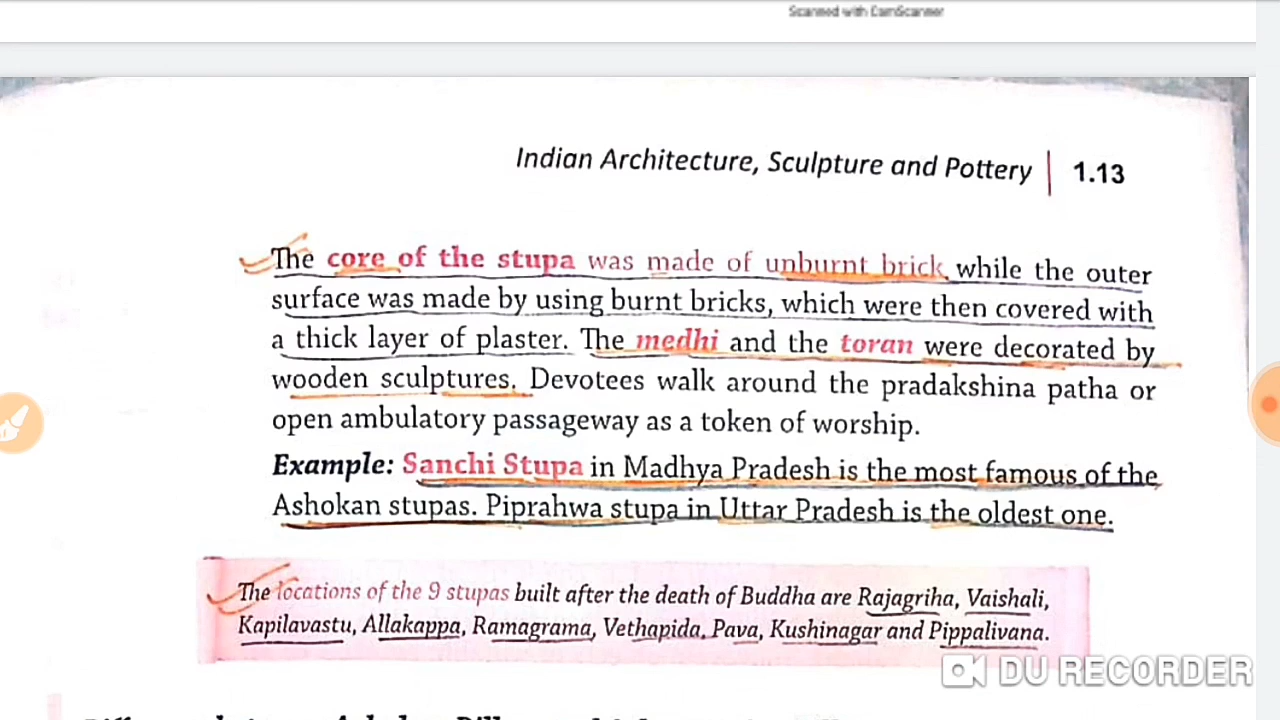 Scanned with CamScanner
Indian Architecture, Sculpture and Pottery 1.13
The core of the stupa was made of unburnt brick while the outer
surface was made by using burnt bricks, which were then covered with
a thick layer of plaster. The medhi and the toran were decorated by
wooden sculptures. Devotees walk around the pradakshina patha or
open ambulatory passageway as a token of worship.
Example: Sanchi Stupa in Madhya Pradesh is the most famous of the
Ashokan stupas. Piprahwa stupa in Uttar Pradesh is the oldest one.
The locations of the 9 stupas built after the death of Buddha are Rajagriha, Vaishali,
Kapilavastu, Allakappa, Ramagrama, Vethapida, Pava, Kushinagar and Pippalivana.
DU RECORDER